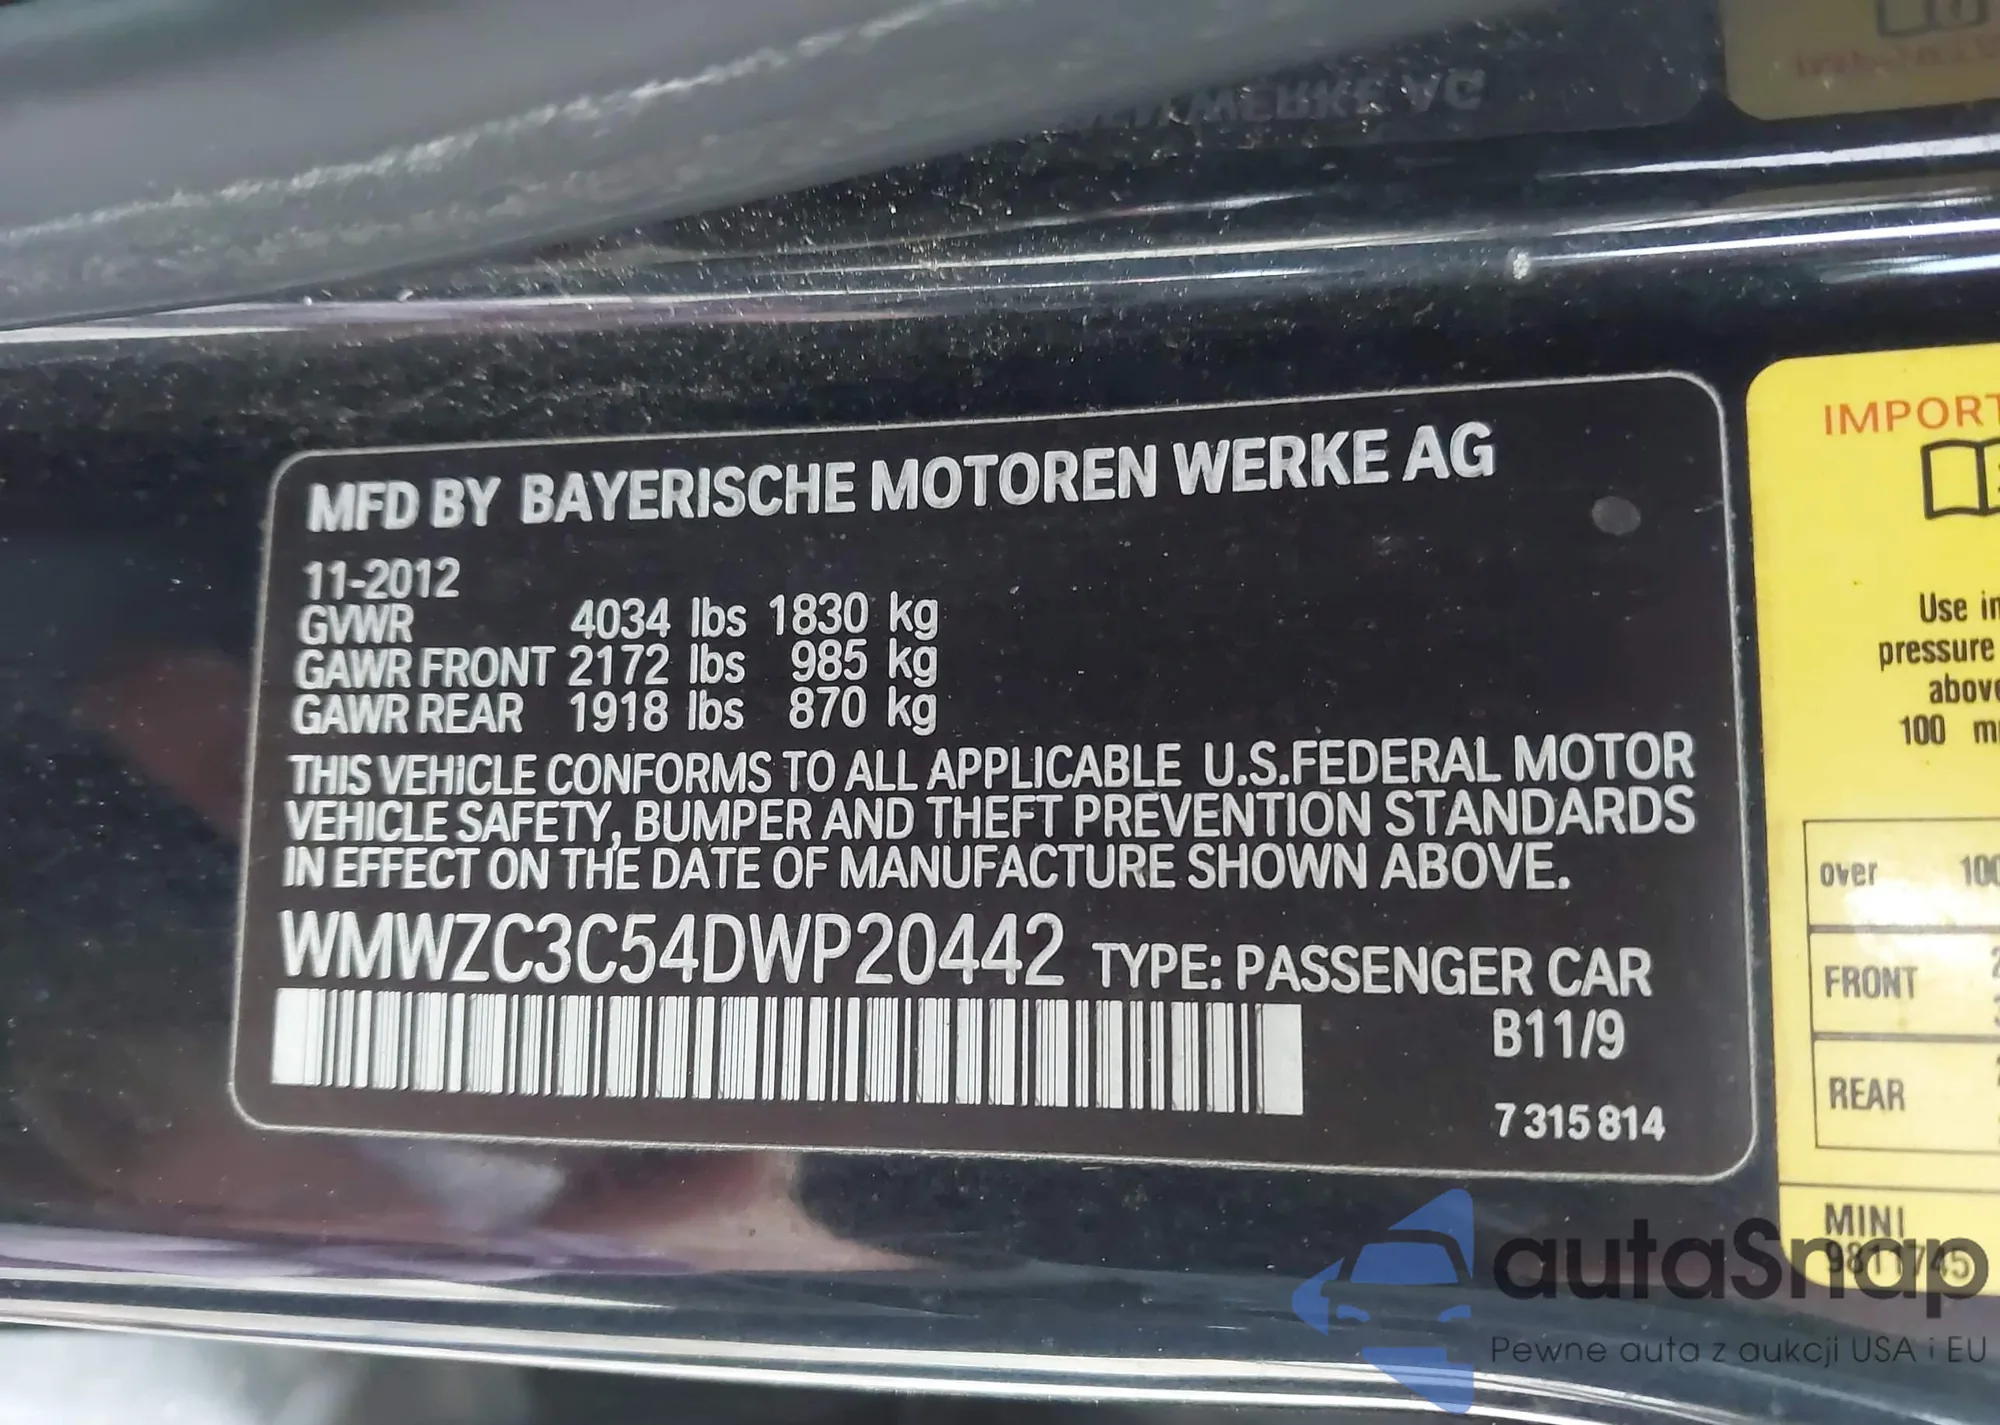 MFD BY BAYERISCHE MOTOREN WERKE AG
11-2012
GVWR 4034 lbs 1830 kg
GAWR FRONT 2172 lbs 985 kg
GAWR REAR 1918 lbs 870 kg
THIS VEHICLE CONFORMS TO ALL APPLICABLE U.S.FEDERAL MOTOR
VEHICLE SAFETY, BUMPER AND THEFT PREVENTION STANDARDS
IN EFFECT ON THE DATE OF MANUFACTURE SHOWN ABOVE.
WMWZC3C54DWP20442 TYPE: PASSENGER CAR
B11/9
7 315 814
IMPORT
Use in
pressure
above
100 m
over 100
FRONT
REAR
MINI
9811745
autaSnap
Pewne auta z aukcji USA i EU